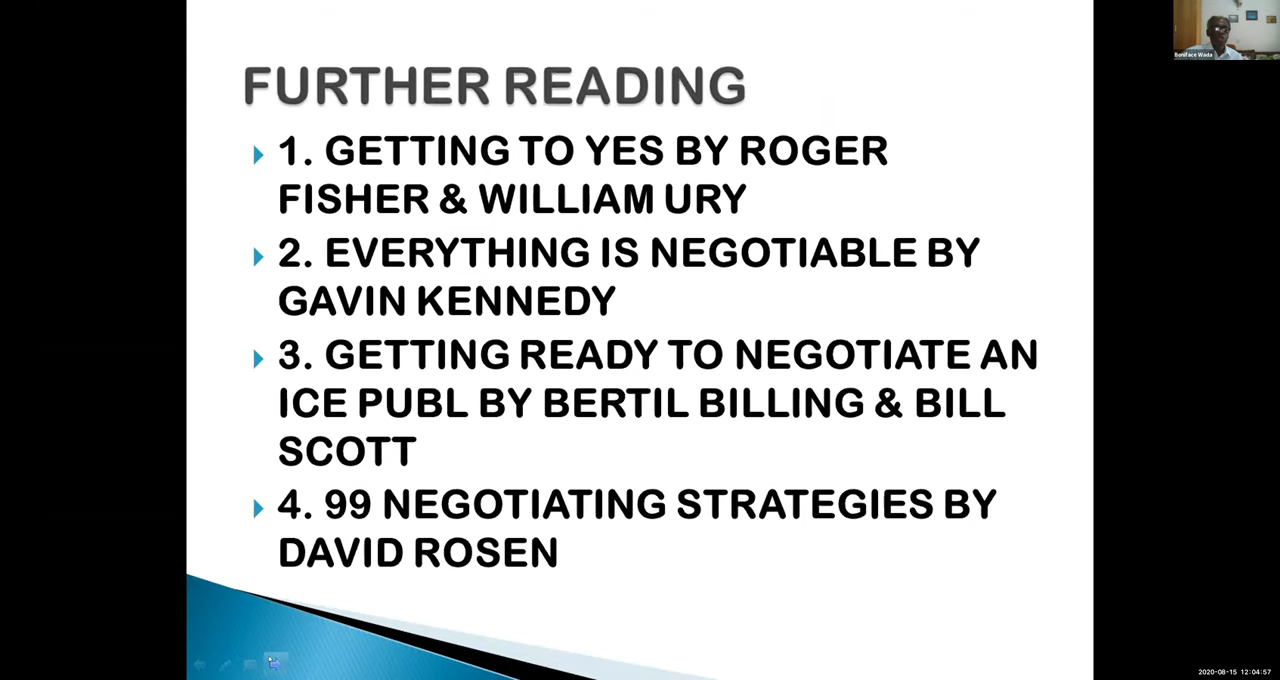 Boniface Wada
FURTHER READING
1. GETTING TO YES BY ROGER
FISHER & WILLIAM URY
2. EVERYTHING IS NEGOTIABLE BY
GAVIN KENNEDY
3. GETTING READY TO NEGOTIATE AN
ICE PUBL BY BERTIL BILLING & BILL
SCOTT
4. 99 NEGOTIATING STRATEGIES BY
DAVID ROSEN
2020-08-15 12:04:57